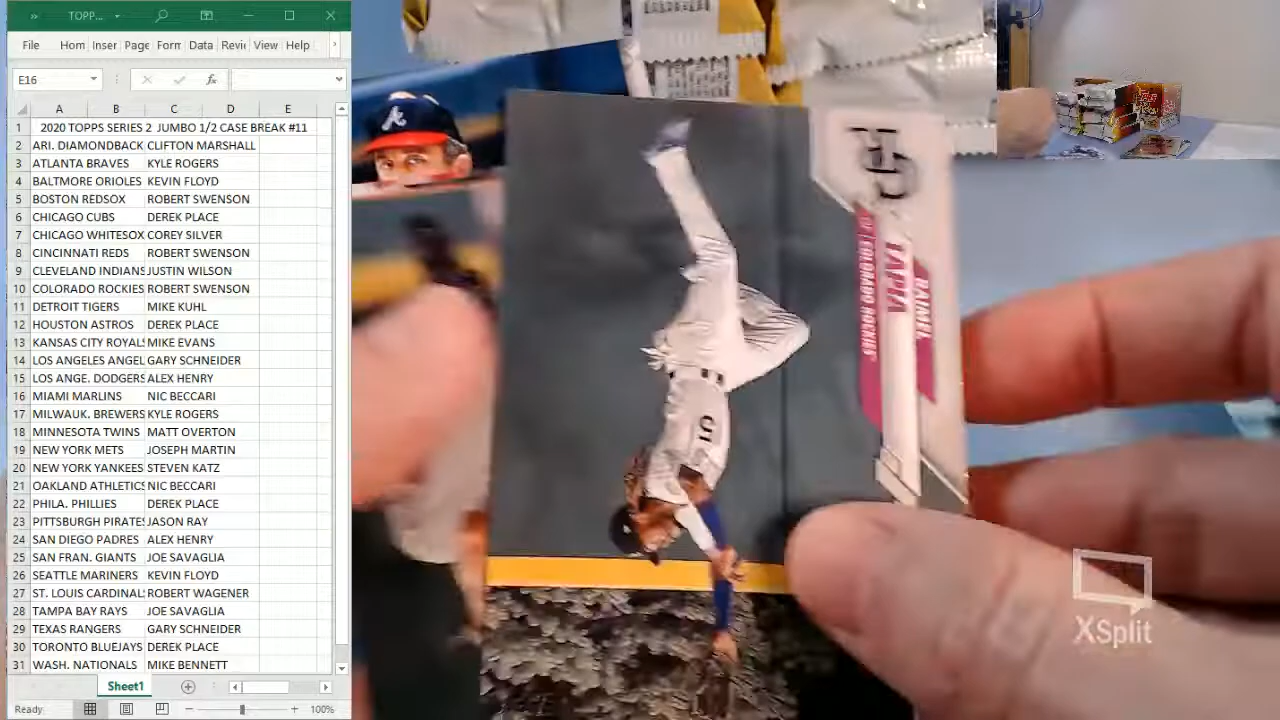 TOPP...
File Hom Inser Page Forn Data Revi View Help
E16
fx
A B C D E
1 2020 TOPPS SERIES 2 JUMBO 1/2 CASE BREAK #11
2 ARI. DIAMONDBACK CLIFTON MARSHALL
3 ATLANTA BRAVES KYLE ROGERS
4 BALTMORE ORIOLES KEVIN FLOYD
5 BOSTON REDSOX ROBERT SWENSON
6 CHICAGO CUBS DEREK PLACE
7 CHICAGO WHITESOX COREY SILVER
8 CINCINNATI REDS ROBERT SWENSON
9 CLEVELAND INDIANS JUSTIN WILSON
10 COLORADO ROCKIES ROBERT SWENSON
11 DETROIT TIGERS MIKE KUHL
12 HOUSTON ASTROS DEREK PLACE
13 KANSAS CITY ROYAL MIKE EVANS
14 LOS ANGELES ANGEL GARY SCHNEIDER
15 LOS ANGE. DODGERS ALEX HENRY
16 MIAMI MARLINS NIC BECCARI
17 MILWAUK. BREWERS KYLE ROGERS
18 MINNESOTA TWINS MATT OVERTON
19 NEW YORK METS JOSEPH MARTIN
20 NEW YORK YANKEES STEVEN KATZ
21 OAKLAND ATHLETICS NIC BECCARI
22 PHILA. PHILLIES DEREK PLACE
23 PITTSBURGH PIRATE JASON RAY
24 SAN DIEGO PADRES ALEX HENRY
25 SAN FRAN. GIANTS JOE SAVAGLIA
26 SEATTLE MARINERS KEVIN FLOYD
27 ST. LOUIS CARDINAL ROBERT WAGENER
28 TAMPA BAY RAYS JOE SAVAGLIA
29 TEXAS RANGERS GARY SCHNEIDER
30 TORONTO BLUEJAYS DEREK PLACE
31 WASH. NATIONALS MIKE BENNETT
Sheet1
Ready
100%
A
RAIMEL
TAPIA
COLORADO ROCKIES
XSplit